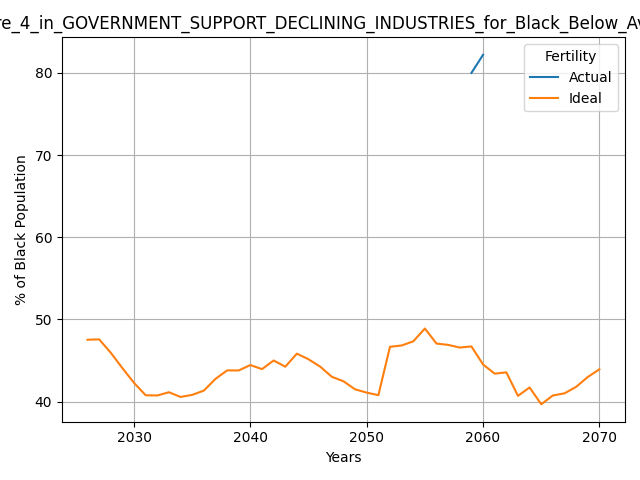 re_4_in_GOVERNMENT_SUPPORT_DECLINING_INDUSTRIES_for_Black_Below_Av
Fertility
Actual
Ideal
% of Black Population
80
70
60
50
40
2030 2040 2050 2060 2070
Years